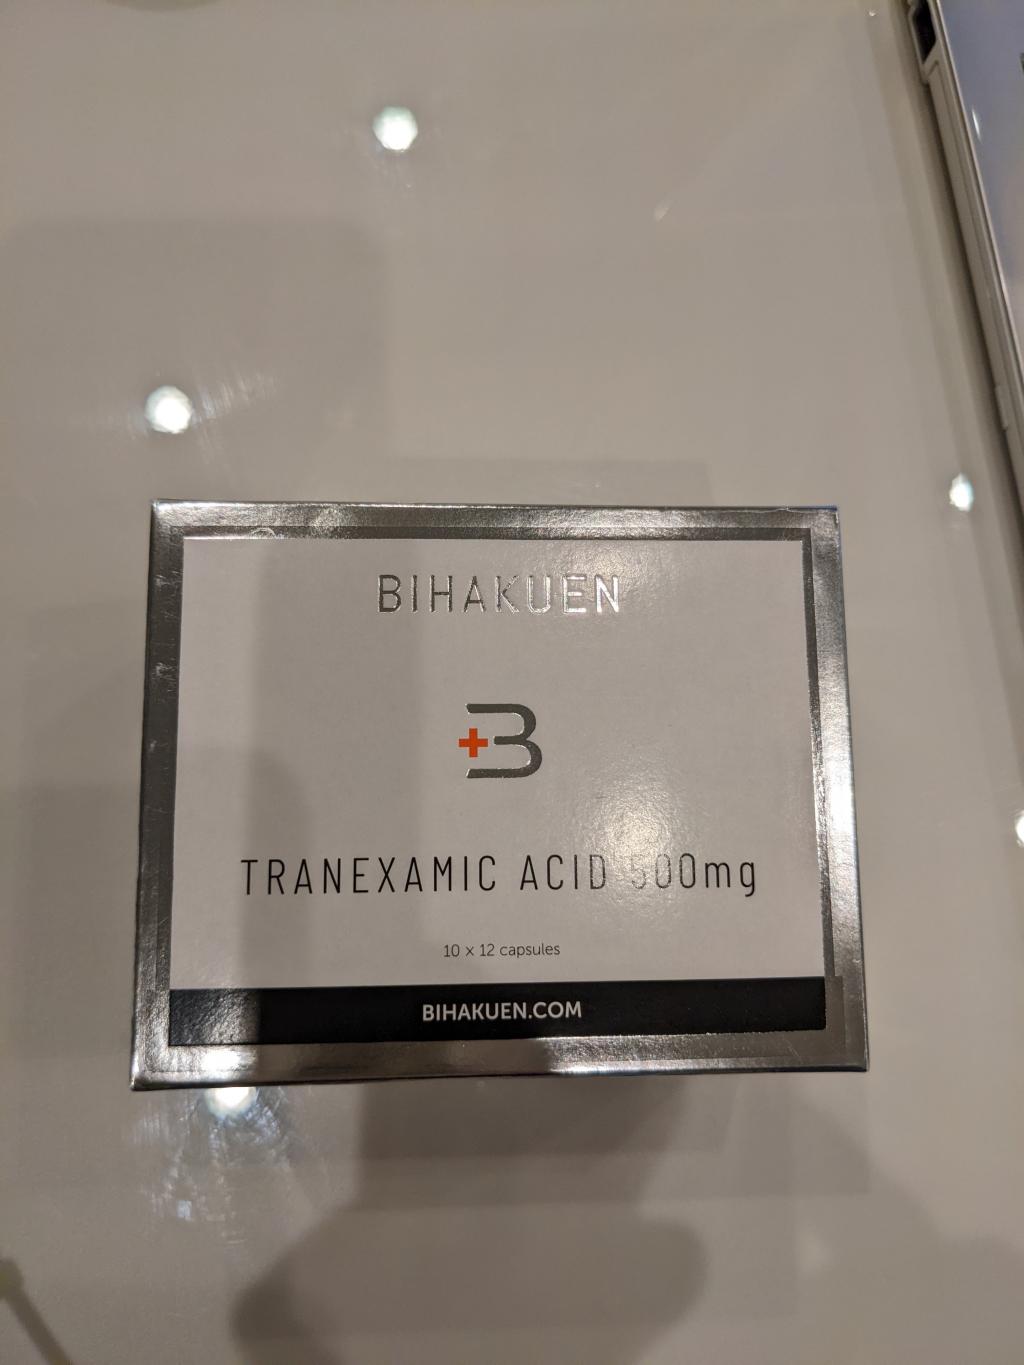 BIHAKUEN
B
TRANEXAMIC ACID 500mg
10 x 12 capsules
BIHAKUEN.COM